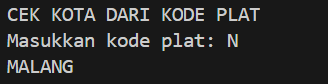 CEK KOTA DARI KODE PLAT
Masukkan kode plat: N
MALANG